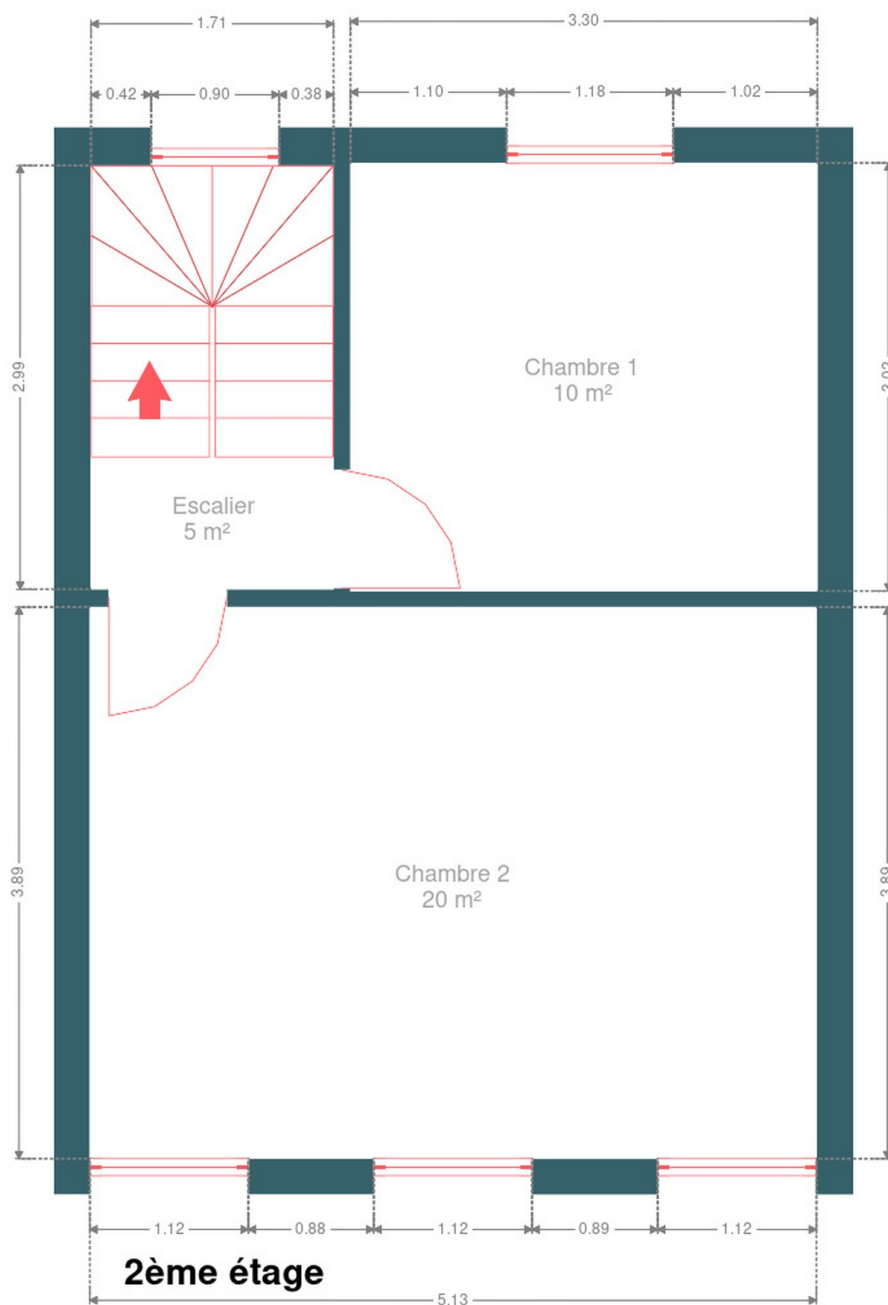 1.71
3.30
0.42 0.90 0.38 1.10 1.18 1.02
2.99
3.02
Chambre 1
10 m²
Escalier
5 m²
3.89
3.89
Chambre 2
20 m²
1.12 0.88 1.12 0.89 1.12
2ème étage
5.13